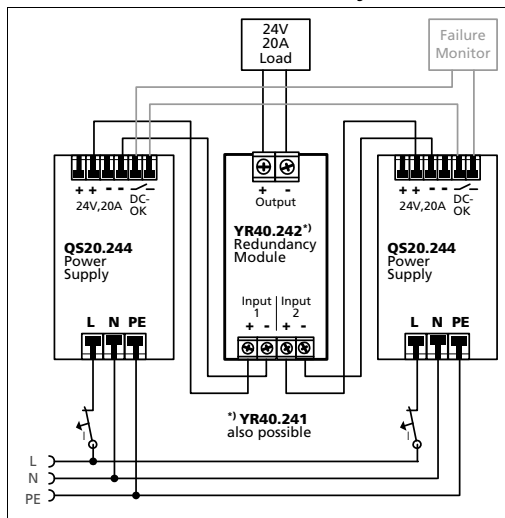 24V
20A
Load
Failure
Monitor
+ + - -
DC-
OK
24V,20A
QS20.244
Power
Supply
L N PE
+ -
Output
YR40.242*)
Redundancy
Module
Input
1
Input
2
+ - + -
+ + - -
DC-
OK
24V,20A
QS20.244
Power
Supply
L N PE
*) YR40.241
also possible
I
I
L
N
PE